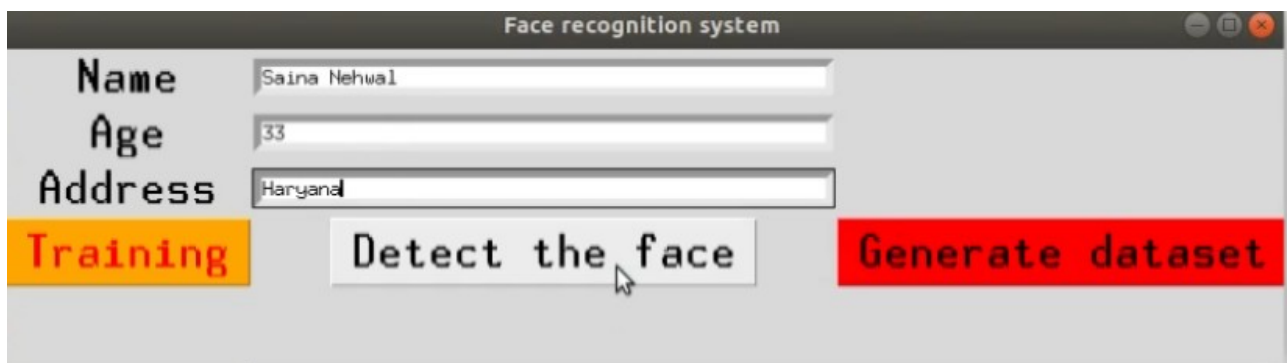 Face recognition system
Name Saina Nehwal
Age 33
Address Haryana
Training Detect the face Generate dataset